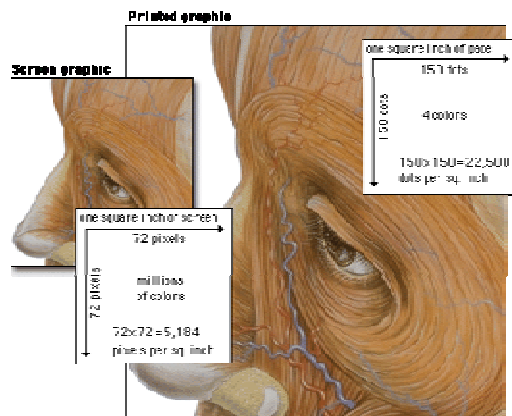 Printed graphic
one square inch of page
150 dots
150 dots
4 colors
150x150=22,500
dots per sq. inch
Screen graphic
one square inch of screen
72 pixels
72 pixels
millions
of colors
72x72=5,184
pixels per sq. inch